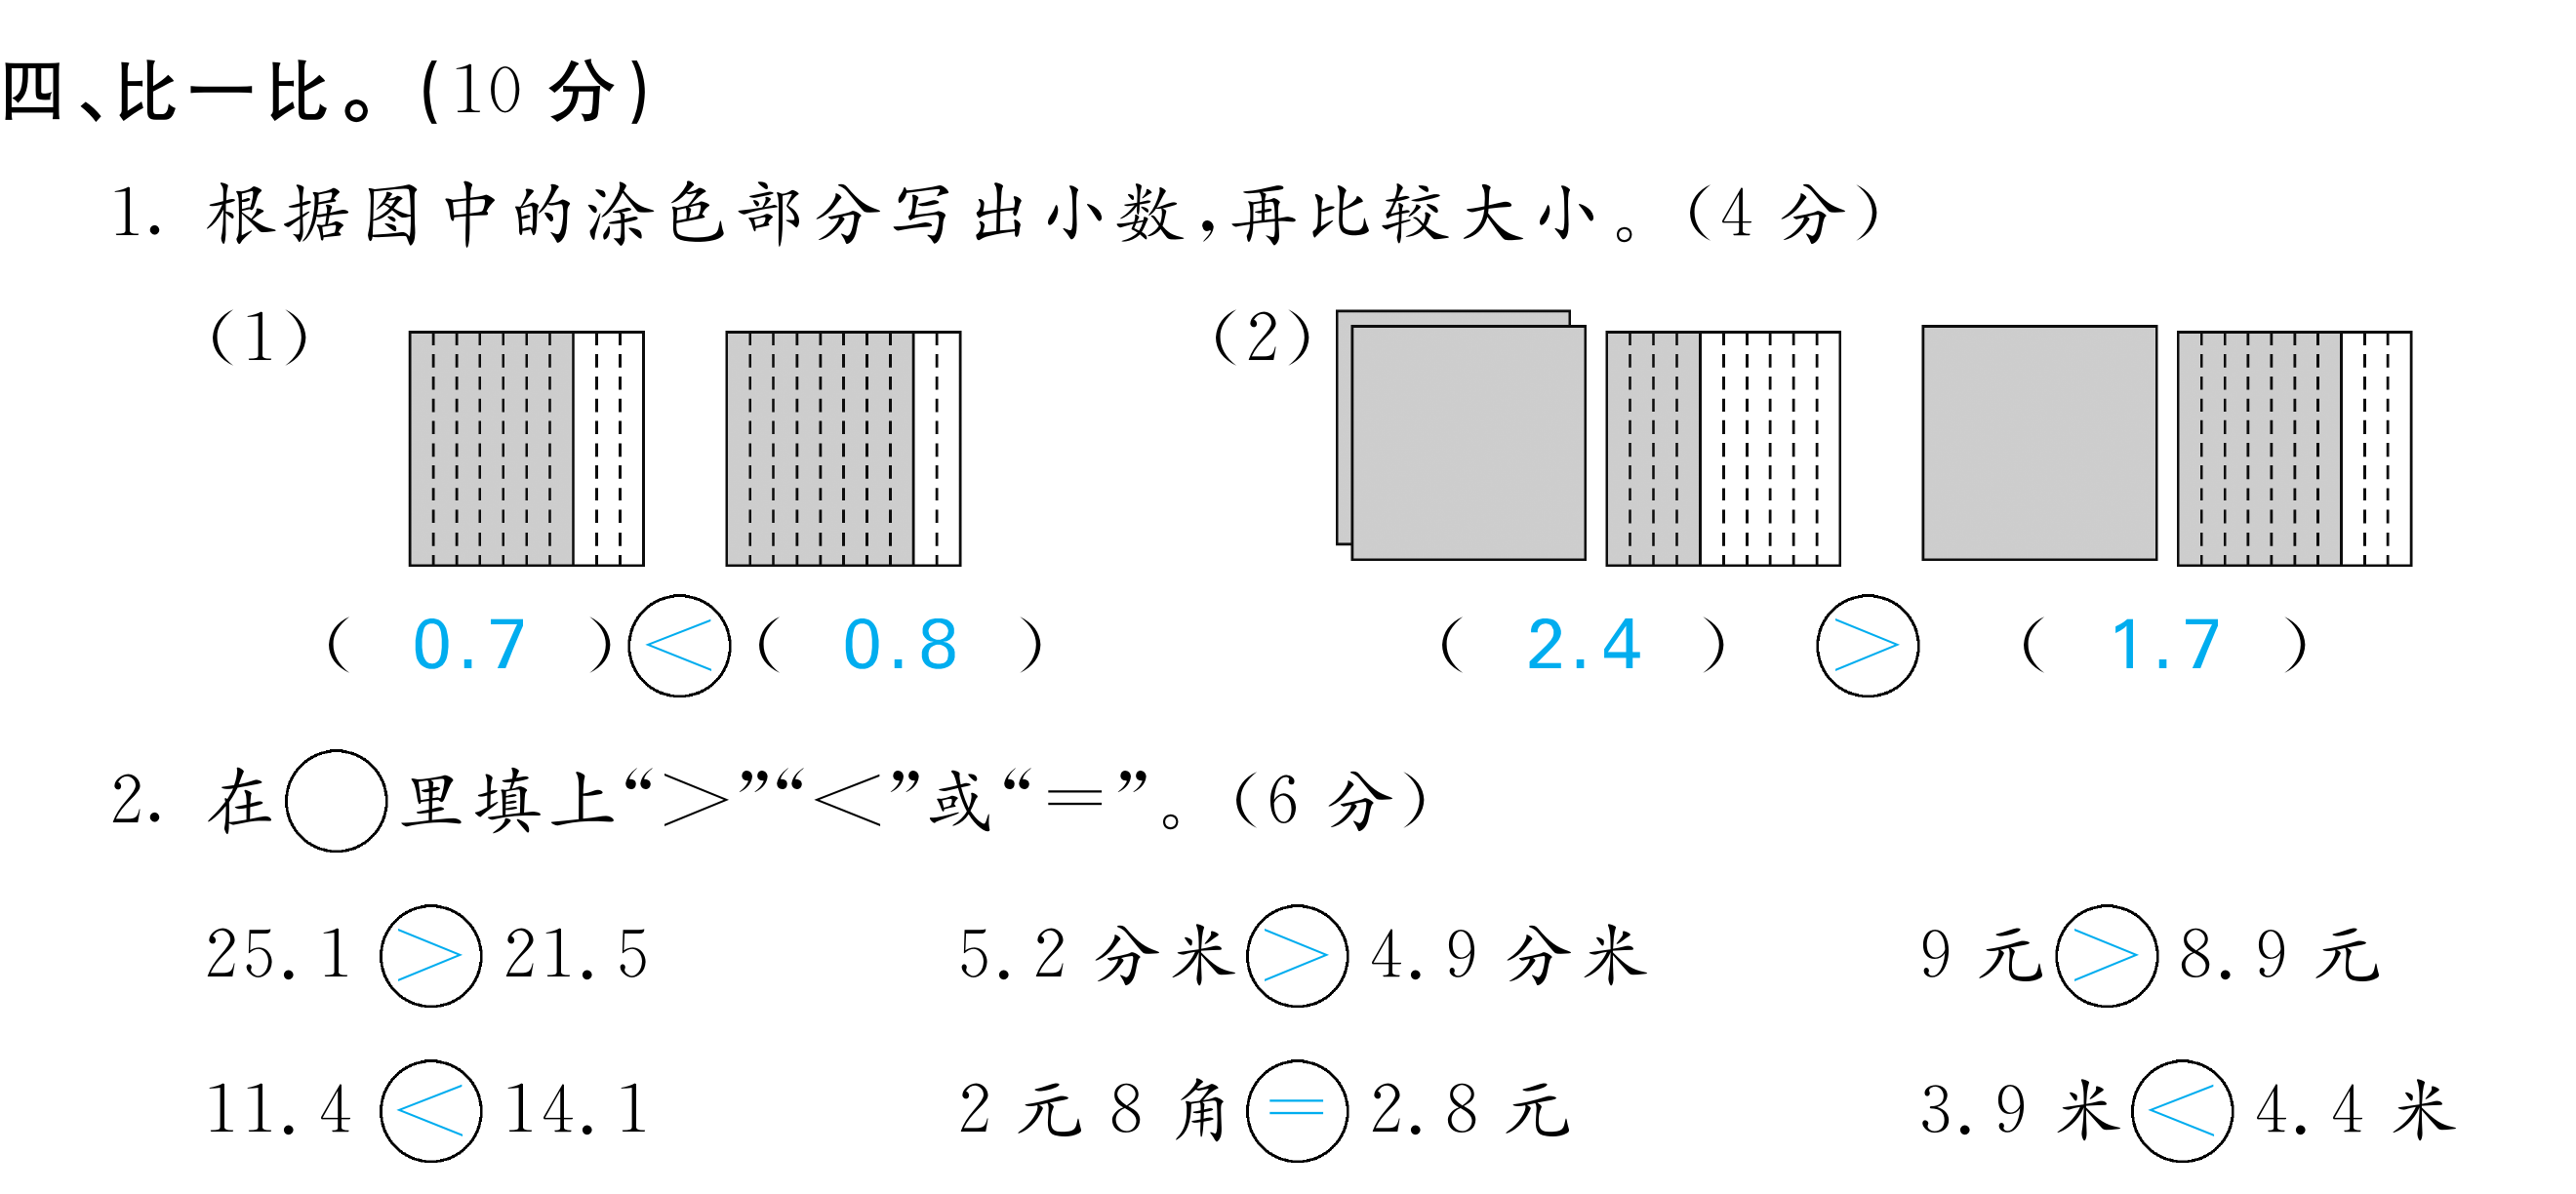 四、比一比。(10 分)
1. 根据图中的涂色部分写出小数,再比较大小。(4 分)
(1) (2)
( 0.7 ) < ( 0.8 ) ( 2.4 ) > ( 1.7 )
2. 在○里填上“>”“<”或“=”。(6 分)
25.1 > 21.5 5.2 分米 > 4.9 分米 9 元 > 8.9 元
11.4 < 14.1 2 元 8 角 = 2.8 元 3.9 米 < 4.4 米